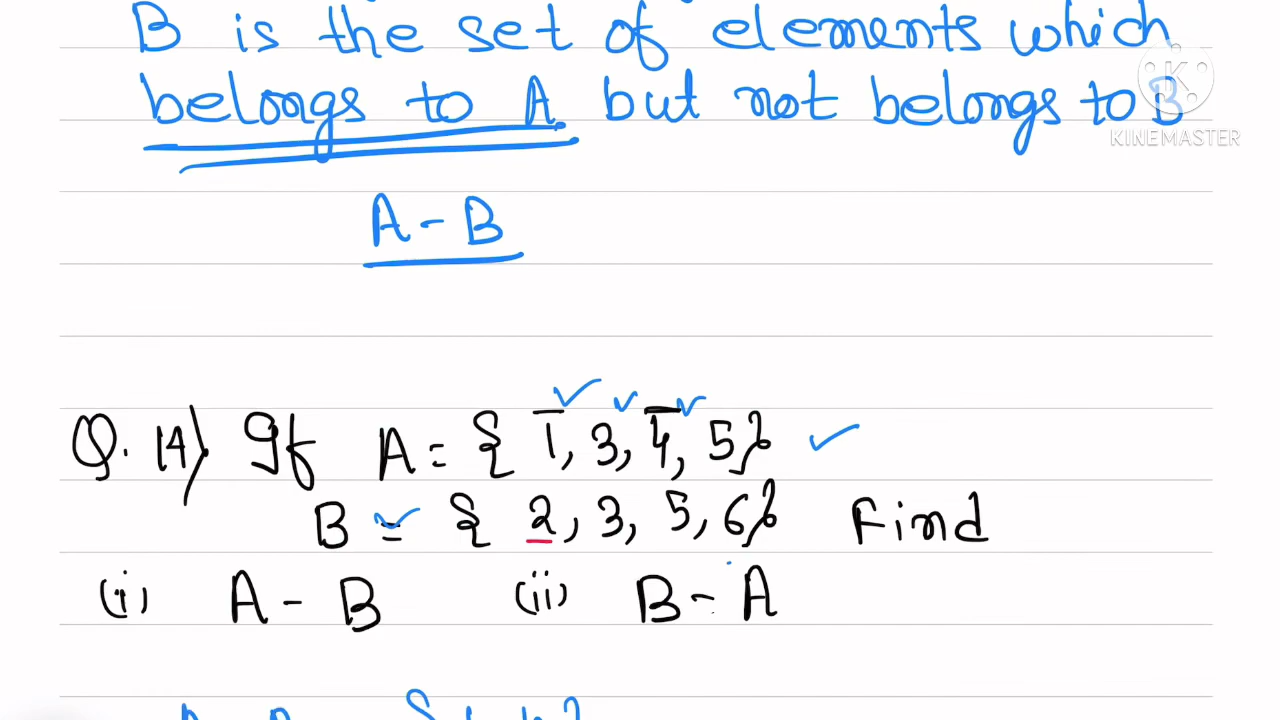 B is the set of elements which
belongs to A but not belongs to B
K
KINEMASTER
A - B
Q. 14) If A = { 1, 3, 4, 5}
B = { 2, 3, 5, 6} Find
(i) A - B (ii) B - A